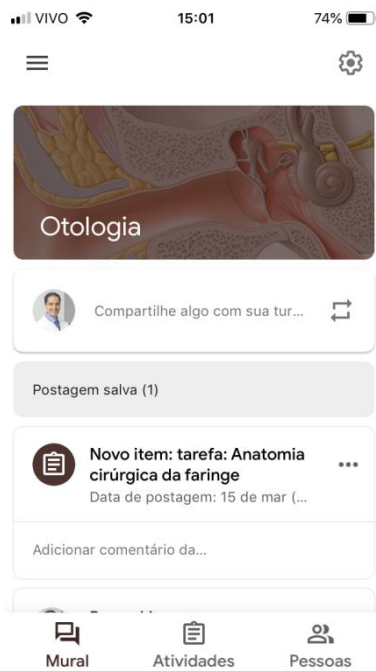 VIVO 15:01 74%
Otologia
Compartilhe algo com sua tur...
Postagem salva (1)
Novo item: tarefa: Anatomia
cirúrgica da faringe
Data de postagem: 15 de mar (...
Adicionar comentário da...
Mural Atividades Pessoas